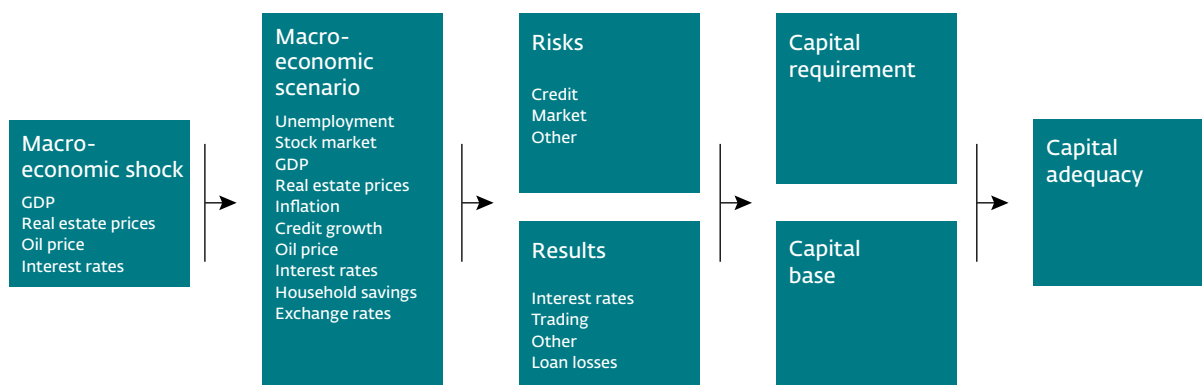 Macro-
economic shock
GDP
Real estate prices
Oil price
Interest rates
Macro-
economic
scenario
Unemployment
Stock market
GDP
Real estate prices
Inflation
Credit growth
Oil price
Interest rates
Household savings
Exchange rates
Risks
Credit
Market
Other
Results
Interest rates
Trading
Other
Loan losses
Capital
requirement
Capital
base
Capital
adequacy